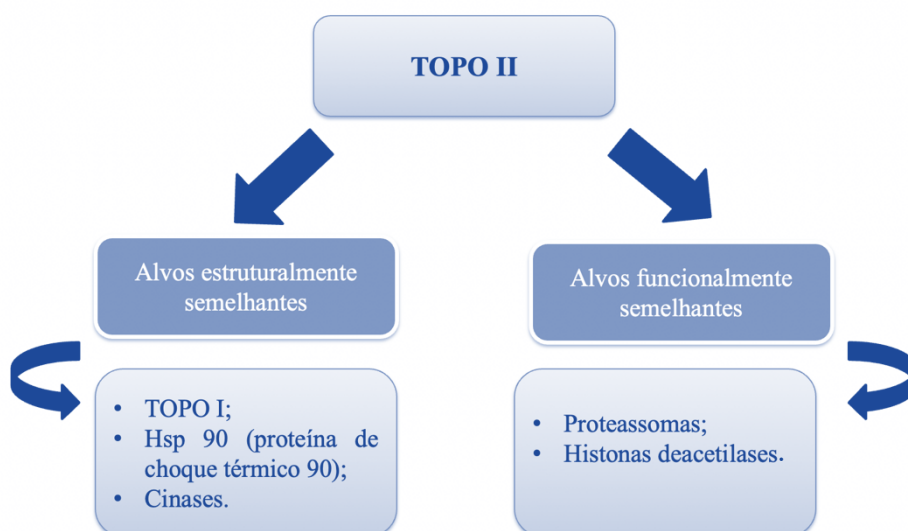 TOPO II
Alvos estruturalmente
semelhantes
Alvos funcionalmente
semelhantes
• TOPO I;
• Hsp 90 (proteína de
choque térmico 90);
• Cinases.
• Proteassomas;
• Histonas deacetilases.